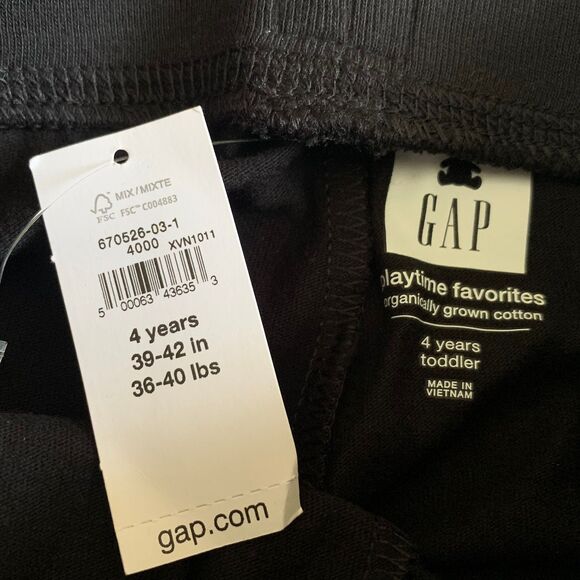 MIX/MIXTE
FSC FSC™ C004883
670526-03-1
4000 XVN1011
5 00063 43635 3
4 years
39-42 in
36-40 lbs
gap.com
GAP
playtime favorites
organically grown cotton
4 years
toddler
MADE IN
VIETNAM